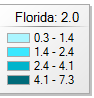 Florida: 2.0
0.3 - 1.4
1.4 - 2.4
2.4 - 4.1
4.1 - 7.3